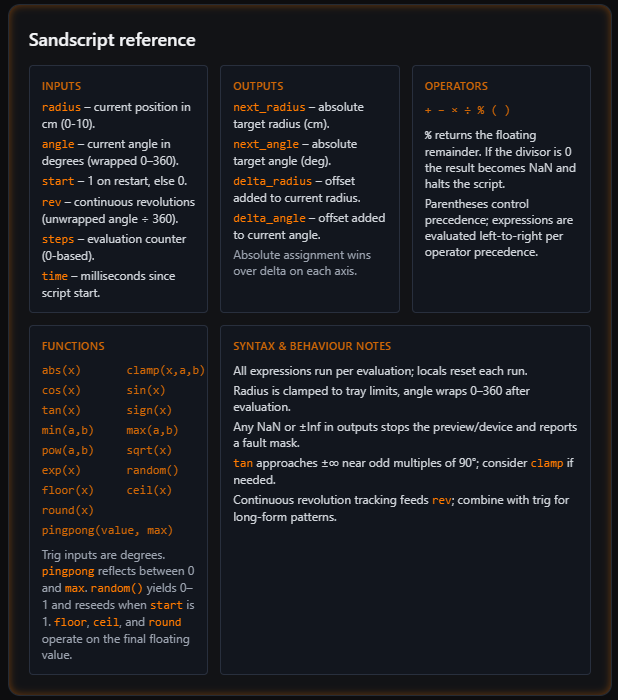 Sandscript reference
INPUTS
radius – current position in
cm (0-10).
angle – current angle in
degrees (wrapped 0–360).
start – 1 on restart, else 0.
rev – continuous revolutions
(unwrapped angle ÷ 360).
steps – evaluation counter
(0-based).
time – milliseconds since
script start.
OUTPUTS
next_radius – absolute
target radius (cm).
next_angle – absolute
target angle (deg).
delta_radius – offset
added to current radius.
delta_angle – offset added
to current angle.
Absolute assignment wins
over delta on each axis.
OPERATORS
+ − × ÷ % ( )
% returns the floating
remainder. If the divisor is 0
the result becomes NaN and
halts the script.
Parentheses control
precedence; expressions are
evaluated left-to-right per
operator precedence.
FUNCTIONS
abs(x) clamp(x,a,b)
cos(x) sin(x)
tan(x) sign(x)
min(a,b) max(a,b)
pow(a,b) sqrt(x)
exp(x) random()
floor(x) ceil(x)
round(x)
pingpong(value, max)
Trig inputs are degrees.
pingpong reflects between 0
and max. random() yields 0–
1 and reseeds when start is
1. floor, ceil, and round
operate on the final floating
value.
SYNTAX & BEHAVIOUR NOTES
All expressions run per evaluation; locals reset each run.
Radius is clamped to tray limits, angle wraps 0–360 after
evaluation.
Any NaN or ±Inf in outputs stops the preview/device and reports
a fault mask.
tan approaches ±∞ near odd multiples of 90°; consider clamp if
needed.
Continuous revolution tracking feeds rev; combine with trig for
long-form patterns.